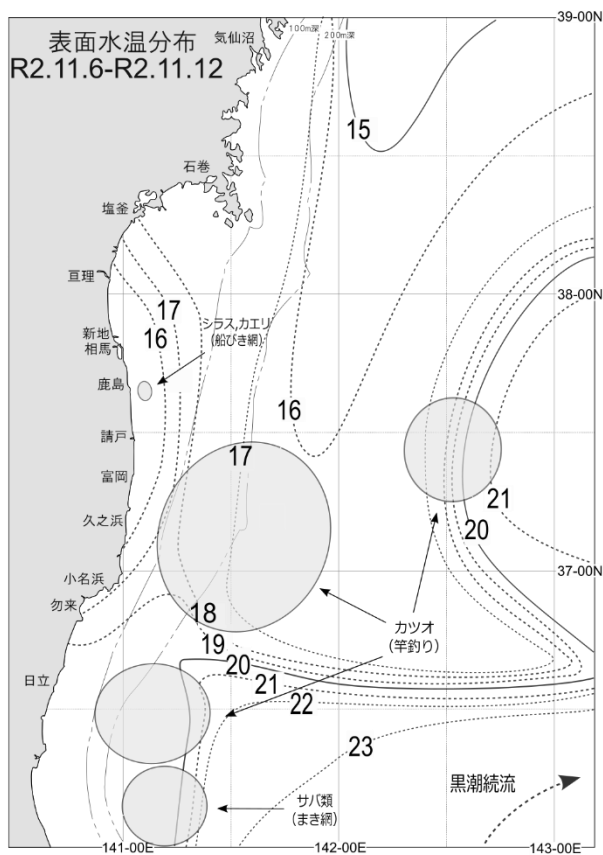 表面水温分布
R2.11.6-R2.11.12
気仙沼
100m深
200m深
39-00N
15
石巻
塩釜
亘理
38-00N
17
新地
相馬
16
シラス,カエリ
(船びき網)
鹿島
16
請戸
17
富岡
21
20
久之浜
37-00N
小名浜
勿来
18
カツオ
(竿釣り)
19
日立
20
21
22
23
黒潮続流
サバ類
(まき網)
141-00E
142-00E
143-00E